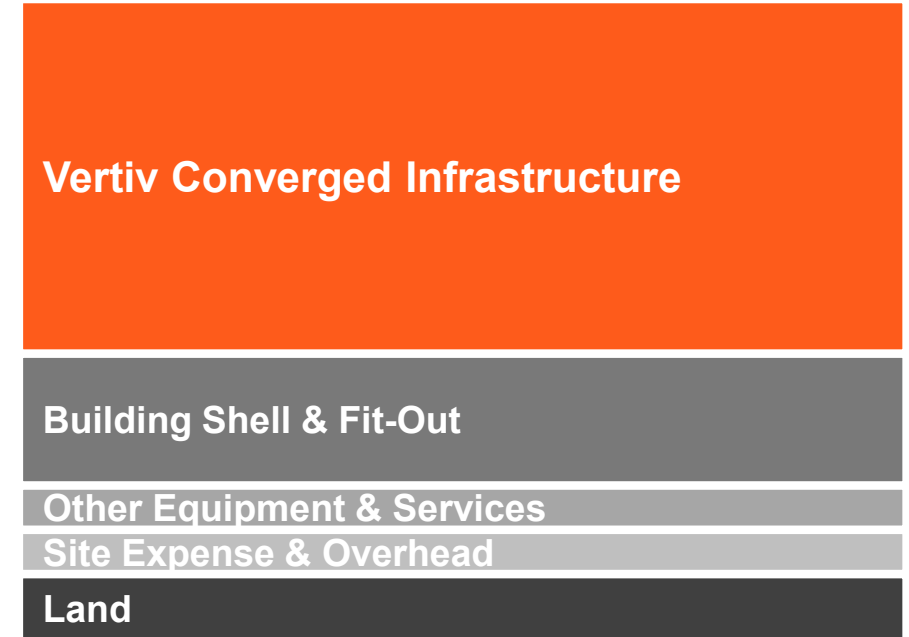 Vertiv Converged Infrastructure
Building Shell & Fit-Out
Other Equipment & Services
Site Expense & Overhead
Land